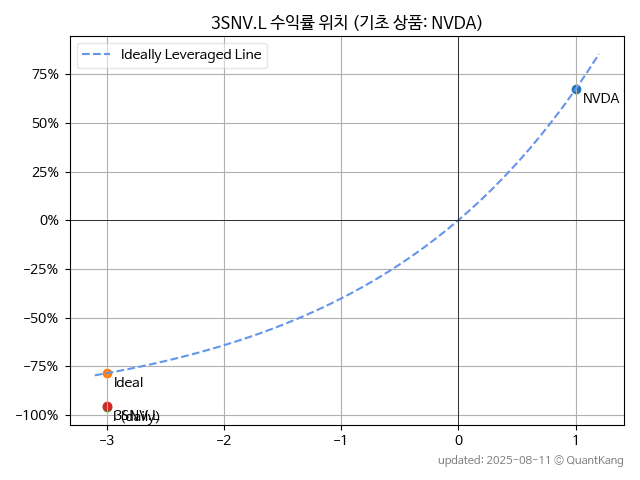 3SNV.L 수익률 위치 (기초 상품: NVDA)
Ideally Leveraged Line
75%
50%
25%
0%
−25%
−50%
−75%
−100%
NVDA
Ideal
3SNV.L
−3
−2
−1
0
1
updated: 2025-08-11 © QuantKang